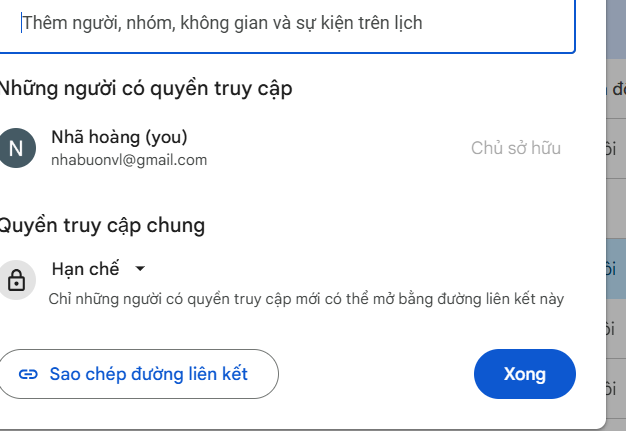 Thêm người, nhóm, không gian và sự kiện trên lịch
Những người có quyền truy cập
N
Nhã hoàng (you)
nhabuonvl@gmail.com
Chủ sở hữu
Quyền truy cập chung
Hạn chế
Chỉ những người có quyền truy cập mới có thể mở bằng đường liên kết này
Sao chép đường liên kết
Xong